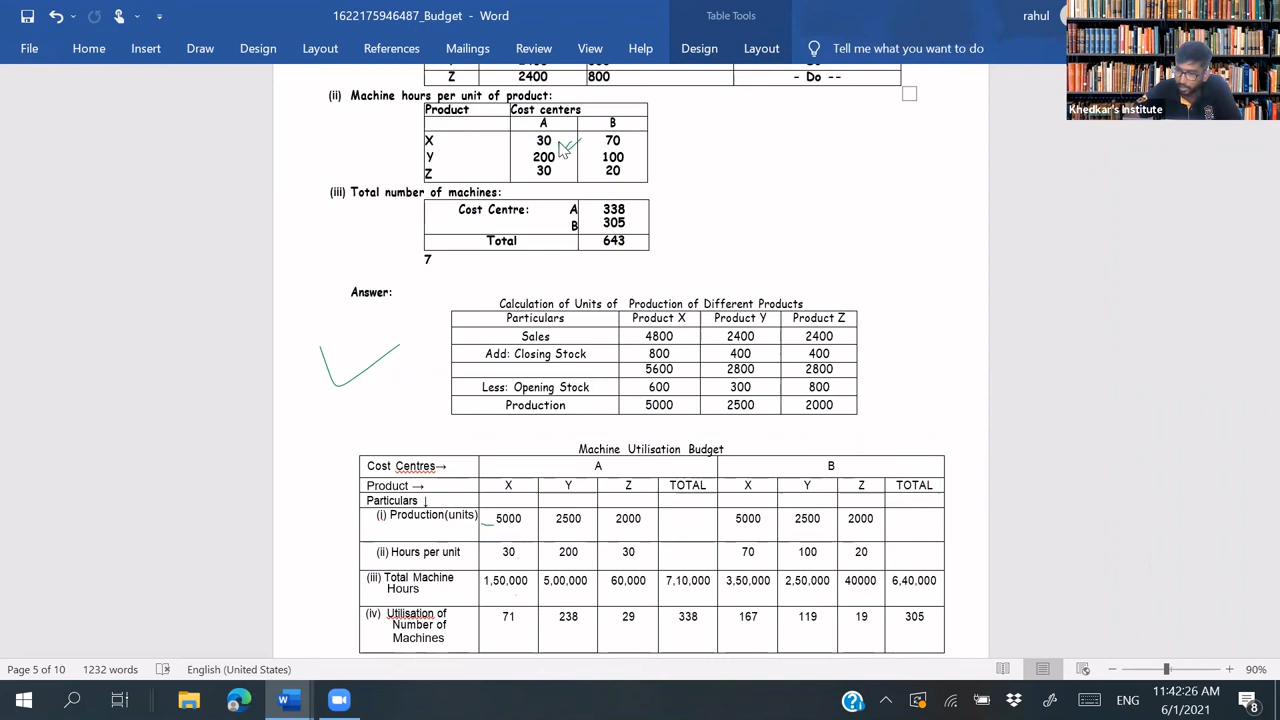 1622175946487_Budget - Word
Table Tools
rahul
File Home Insert Draw Design Layout References Mailings Review View Help Design Layout Tell me what you want to do
Khedkar's Institute
Z 2400 800 - Do --
(ii) Machine hours per unit of product:
Product Cost centers
A B
X 30 70
Y 200 100
Z 30 20
(iii) Total number of machines:
Cost Centre: A 338
B 305
Total 643
7
Answer:
Calculation of Units of Production of Different Products
Particulars Product X Product Y Product Z
Sales 4800 2400 2400
Add: Closing Stock 800 400 400
5600 2800 2800
Less: Opening Stock 600 300 800
Production 5000 2500 2000
Machine Utilisation Budget
Cost Centres→ A B
Product → X Y Z TOTAL X Y Z TOTAL
Particulars ↓
(i) Production(units) 5000 2500 2000 5000 2500 2000
(ii) Hours per unit 30 200 30 70 100 20
(iii) Total Machine Hours 1,50,000 5,00,000 60,000 7,10,000 3,50,000 2,50,000 40000 6,40,000
(iv) Utilisation of Number of Machines 71 238 29 338 167 119 19 305
Page 5 of 10 1232 words English (United States) 90%
ENG 11:42:26 AM
6/1/2021 8